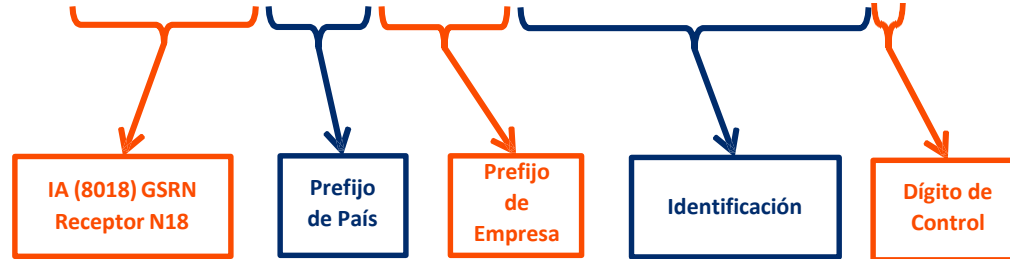 IA (8018) GSRN
Receptor N18
Prefijo
de País
Prefijo
de
Empresa
Identificación
Dígito de
Control